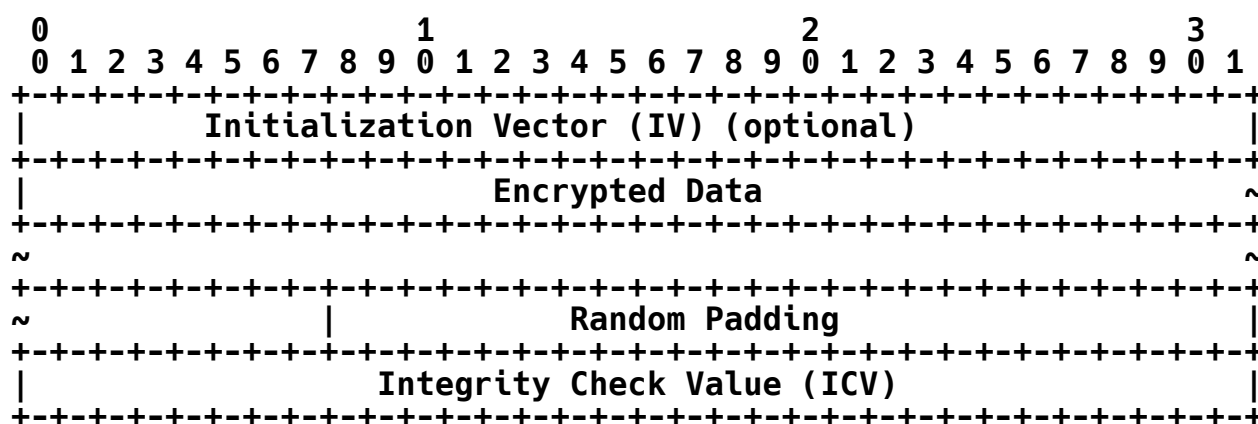 0                   1                   2                   3
 0 1 2 3 4 5 6 7 8 9 0 1 2 3 4 5 6 7 8 9 0 1 2 3 4 5 6 7 8 9 0 1
+-+-+-+-+-+-+-+-+-+-+-+-+-+-+-+-+-+-+-+-+-+-+-+-+-+-+-+-+-+-+-+-+
|         Initialization Vector (IV) (optional)                 |
+-+-+-+-+-+-+-+-+-+-+-+-+-+-+-+-+-+-+-+-+-+-+-+-+-+-+-+-+-+-+-+-+
|                        Encrypted Data                         ~
+-+-+-+-+-+-+-+-+-+-+-+-+-+-+-+-+-+-+-+-+-+-+-+-+-+-+-+-+-+-+-+-+
~                                                               ~
+-+-+-+-+-+-+-+-+-+-+-+-+-+-+-+-+-+-+-+-+-+-+-+-+-+-+-+-+-+-+-+-+
~               |            Random Padding                     |
+-+-+-+-+-+-+-+-+-+-+-+-+-+-+-+-+-+-+-+-+-+-+-+-+-+-+-+-+-+-+-+-+
|                  Integrity Check Value (ICV)                  |
+-+-+-+-+-+-+-+-+-+-+-+-+-+-+-+-+-+-+-+-+-+-+-+-+-+-+-+-+-+-+-+-+